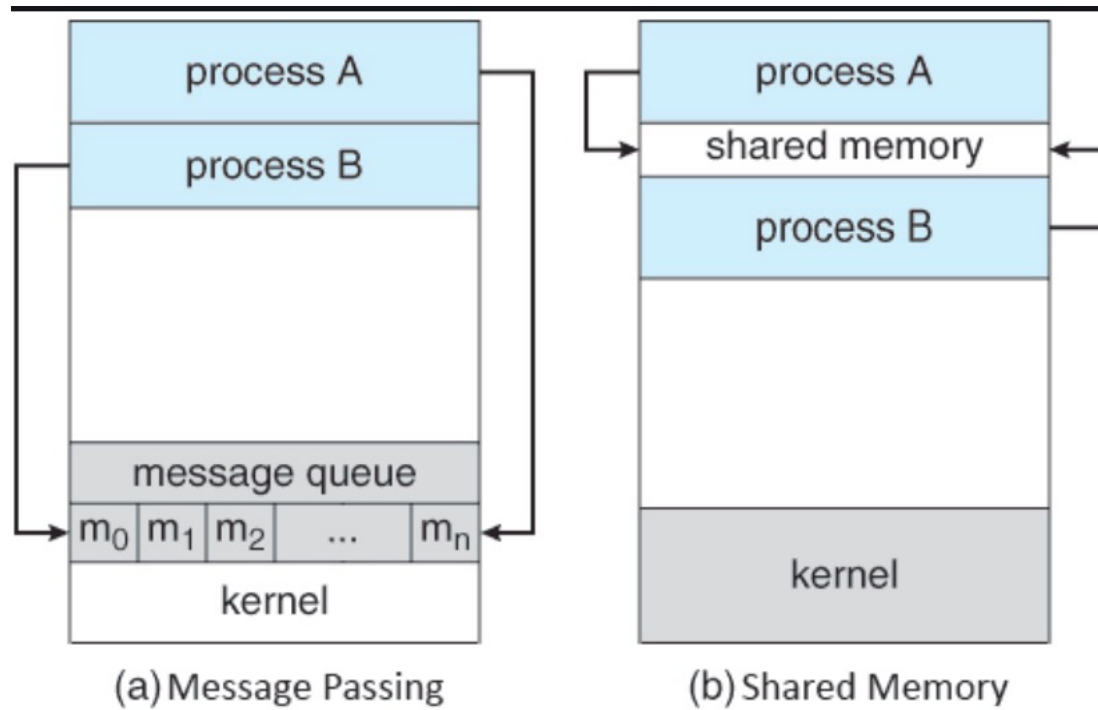 process A
process B
message queue
m0 m1 m2 ... mn
kernel
(a) Message Passing
process A
shared memory
process B
kernel
(b) Shared Memory